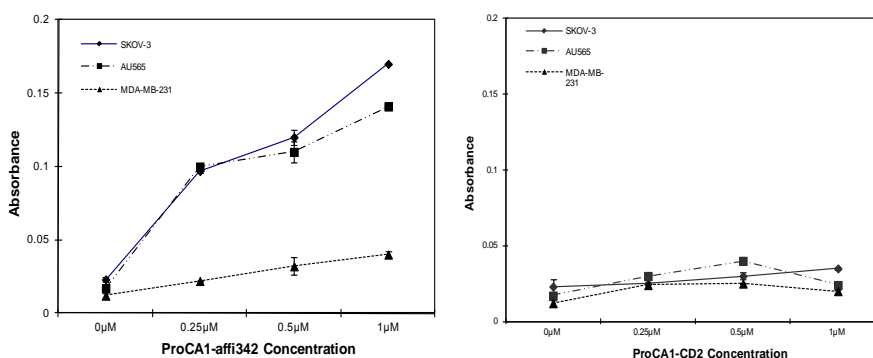 0.2
0.15
0.1
0.05
0
Absorbance
SKOV-3
AU565
MDA-MB-231
0µM
0.25µM
0.5µM
1µM
ProCA1-affi342 Concentration
0.2
0.15
0.1
0.05
0
Absorbance
SKOV-3
AU565
MDA-MB-
231
0µM
0.25µM
0.5µM
1µM
ProCA1-CD2 Concentration